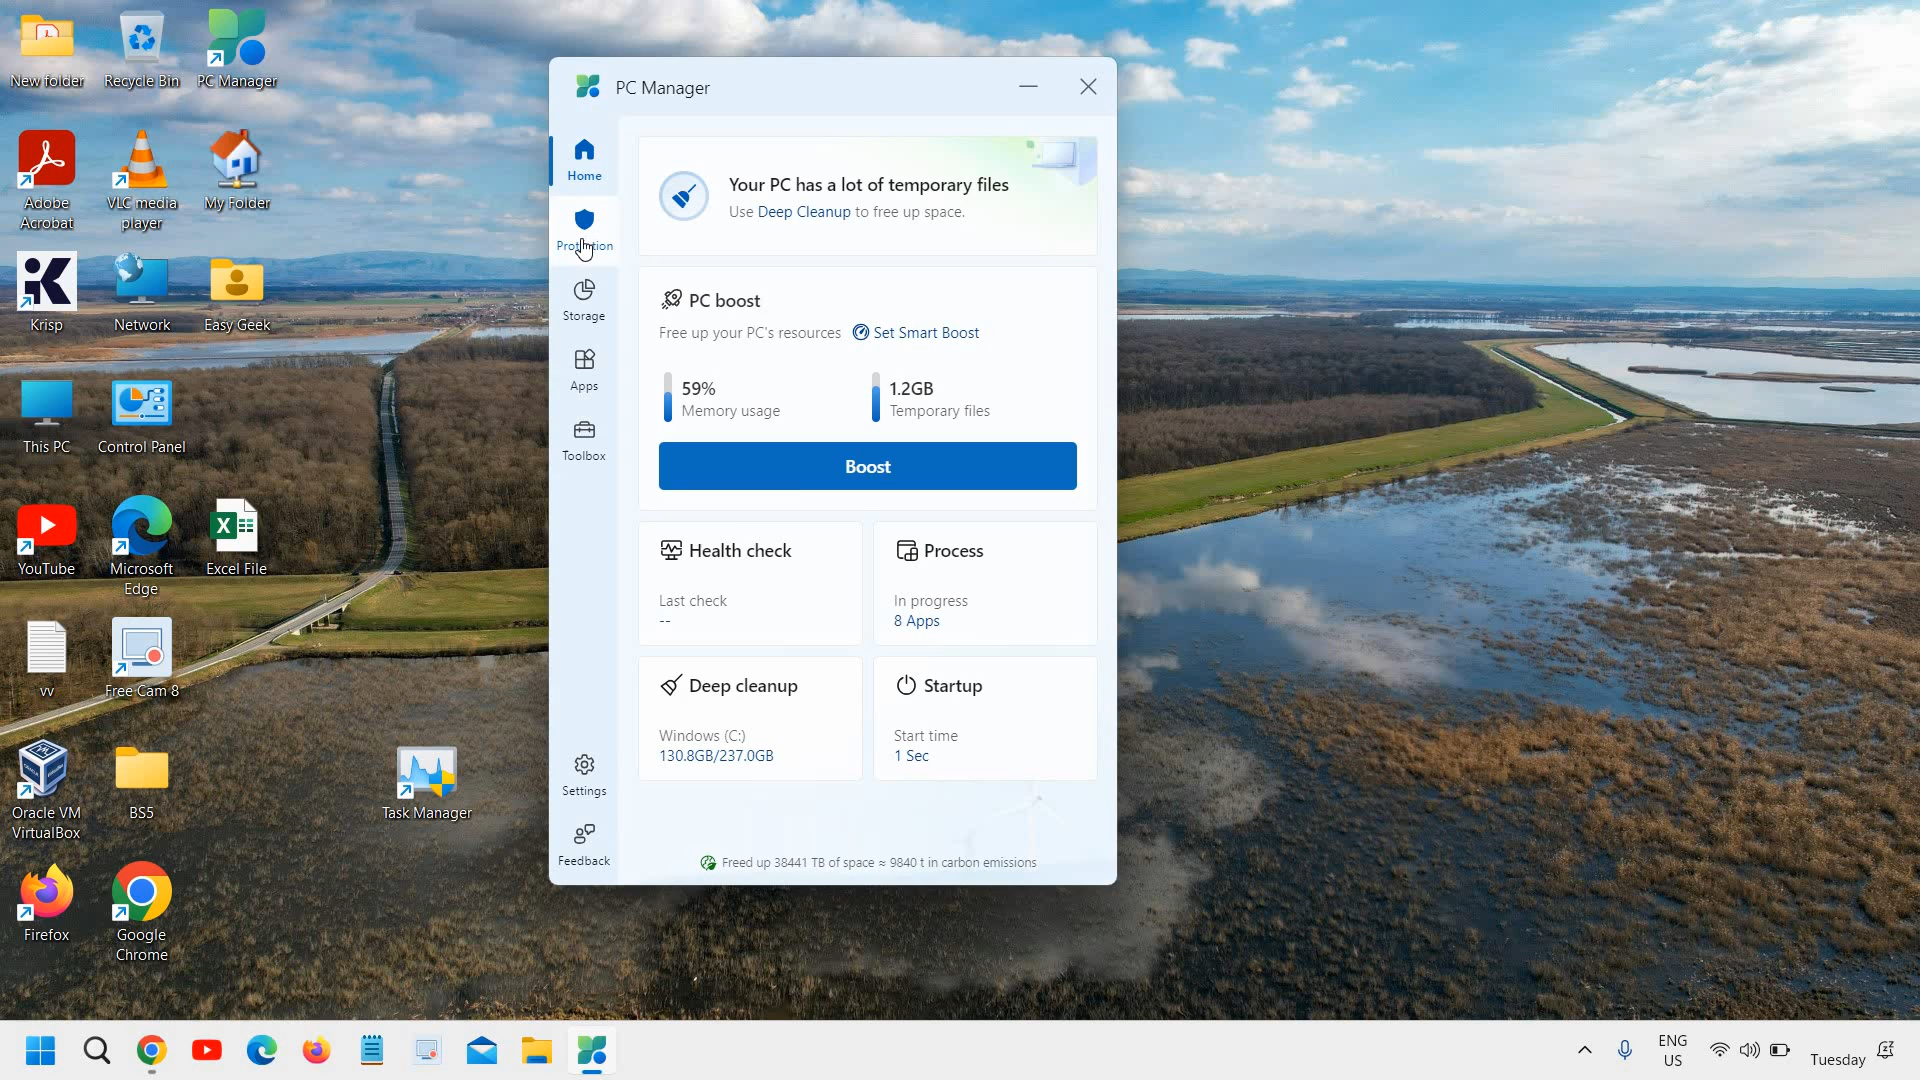 New folder
Recycle Bin
PC Manager
Adobe
Acrobat
VLC media
player
My Folder
Krisp
Network
Easy Geek
This PC
Control Panel
YouTube
Microsoft
Edge
Excel File
vv
Free Cam 8
Oracle VM
VirtualBox
BS5
Task Manager
Firefox
Google
Chrome
PC Manager
Home
Protection
Storage
Apps
Toolbox
Settings
Feedback
Your PC has a lot of temporary files
Use Deep Cleanup to free up space.
PC boost
Free up your PC's resources Set Smart Boost
59%
Memory usage
1.2GB
Temporary files
Boost
Health check
Last check
--
Process
In progress
8 Apps
Deep cleanup
Windows (C:)
130.8GB/237.0GB
Startup
Start time
1 Sec
Freed up 38441 TB of space ≈ 9840 t in carbon emissions
ENG
US
Tuesday